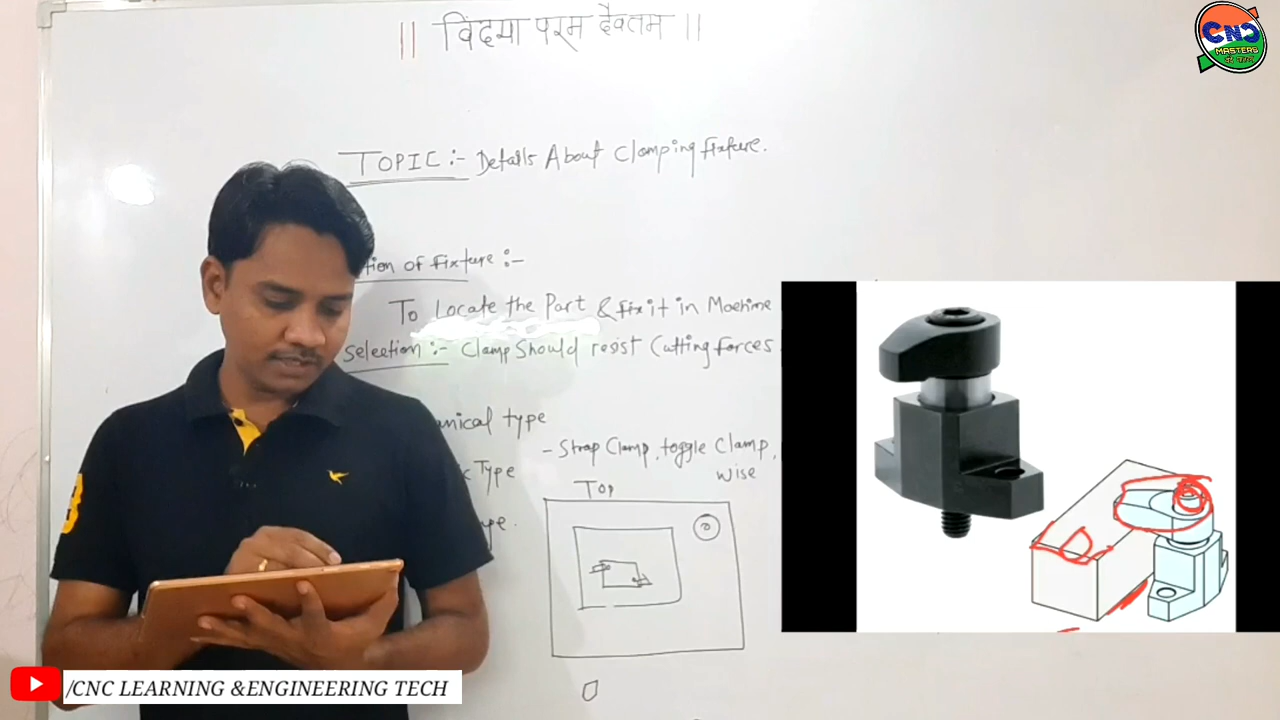 || विदया परम दैवतम ||
CNC
MASTERS
TOPIC :- Details About Clamping fixture.
tion of fixture :-
To Locate the Part & fix it in Machine
Selection :- Clamp Should resist Cutting forces
anical type
- Strap Clamp, toggle Clamp,
wise
Type
TOP
ype.
/CNC LEARNING &ENGINEERING TECH